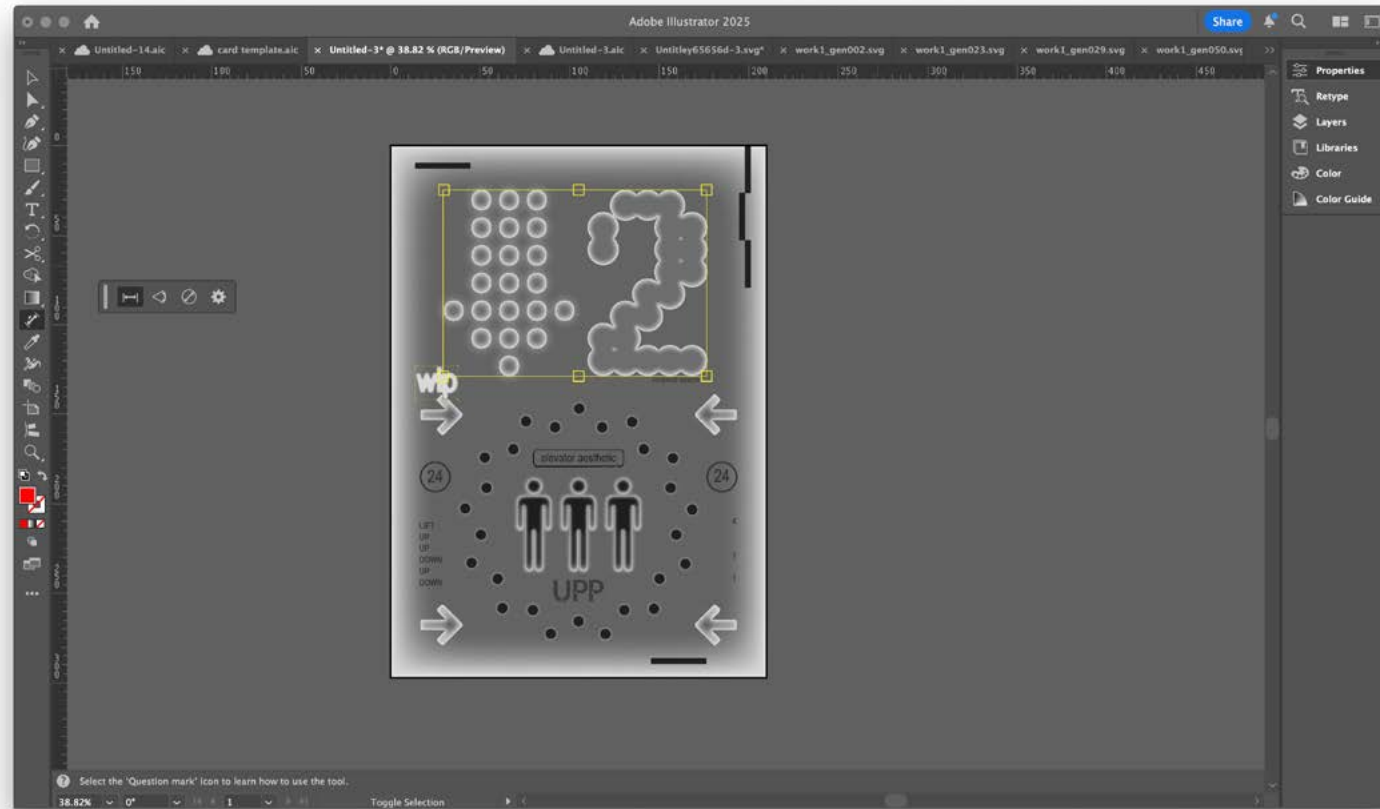 Adobe Illustrator 2025
Share
Untitled-14.aic
card template.aic
Untitled-3* @ 38.82 % (RGB/Preview)
Untitled-3.aic
Untitley65656d-3.svg*
work1_gen002.svg
work1_gen023.svg
work1_gen029.svg
work1_gen050.svg
150 100 50 0 50 100 150 200 250 300 350 400 450
Properties
Retype
Layers
Libraries
Color
Color Guide
2
wip
elevator aesthetic
24
24
LIFT
UP
UP
DOWN
UP
DOWN
UPP
Select the 'Question mark' icon to learn how to use the tool.
38.82%
0°
1
Toggle Selection